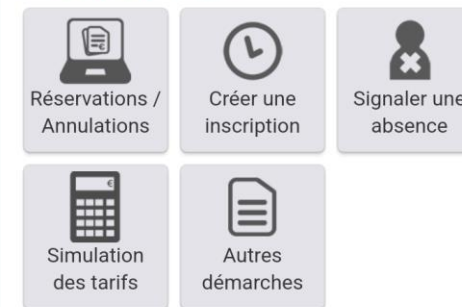 Réservations /
Annulations
Créer une
inscription
Signaler une
absence
€
Simulation
des tarifs
Autres
démarches